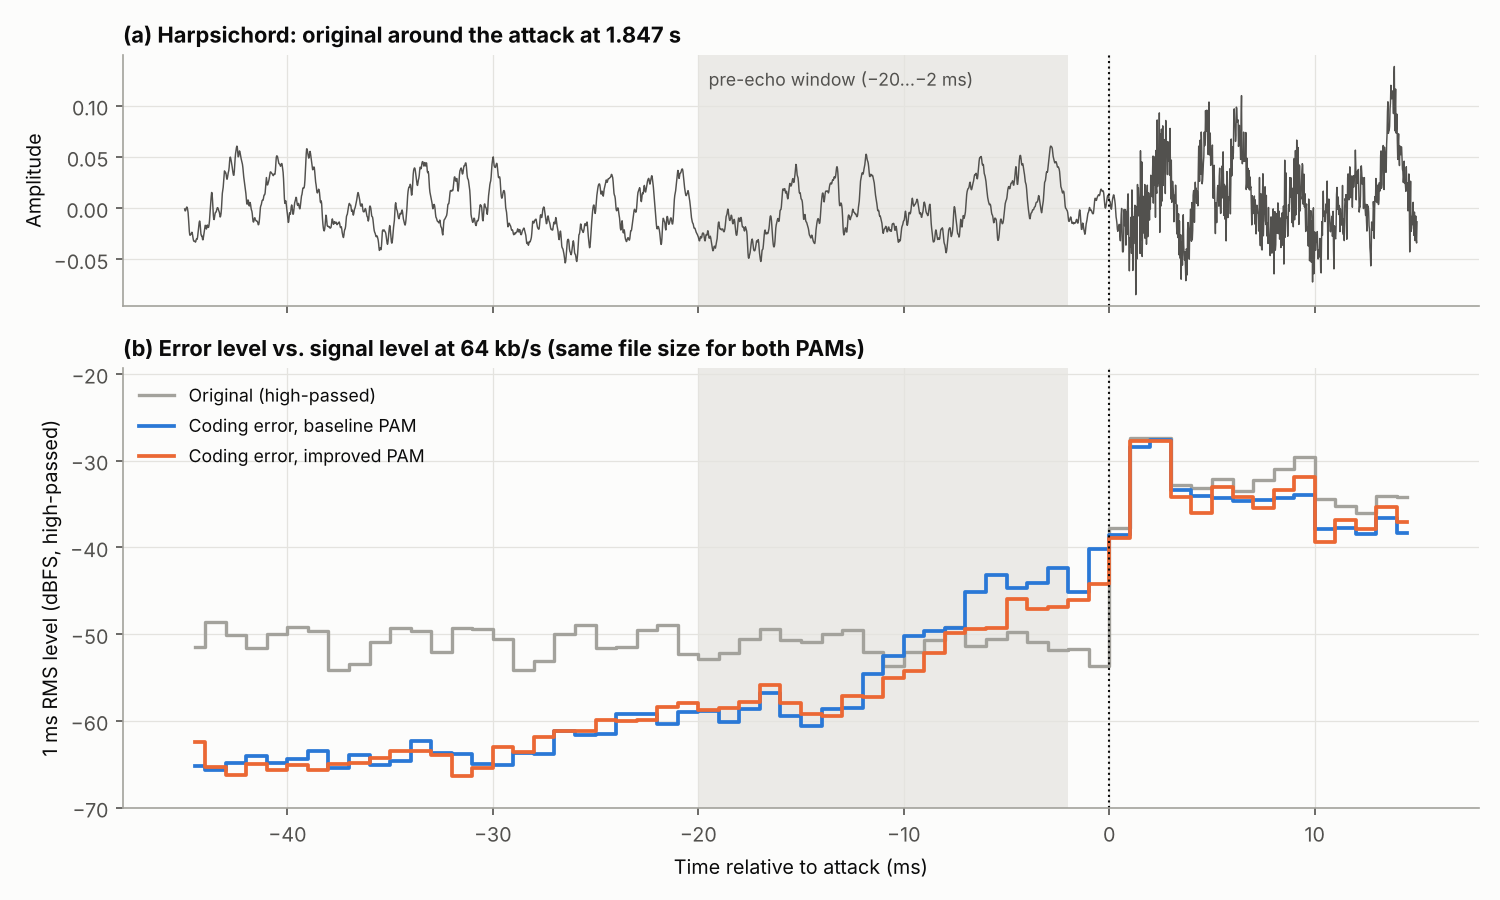 (a) Harpsichord: original around the attack at 1.847 s
pre-echo window (−20…−2 ms)
0.10
0.05
0.00
−0.05
Amplitude
(b) Error level vs. signal level at 64 kb/s (same file size for both PAMs)
Original (high-passed)
Coding error, baseline PAM
Coding error, improved PAM
−20
−30
−40
−50
−60
−70
1 ms RMS level (dBFS, high-passed)
−40 −30 −20 −10 0 10
Time relative to attack (ms)